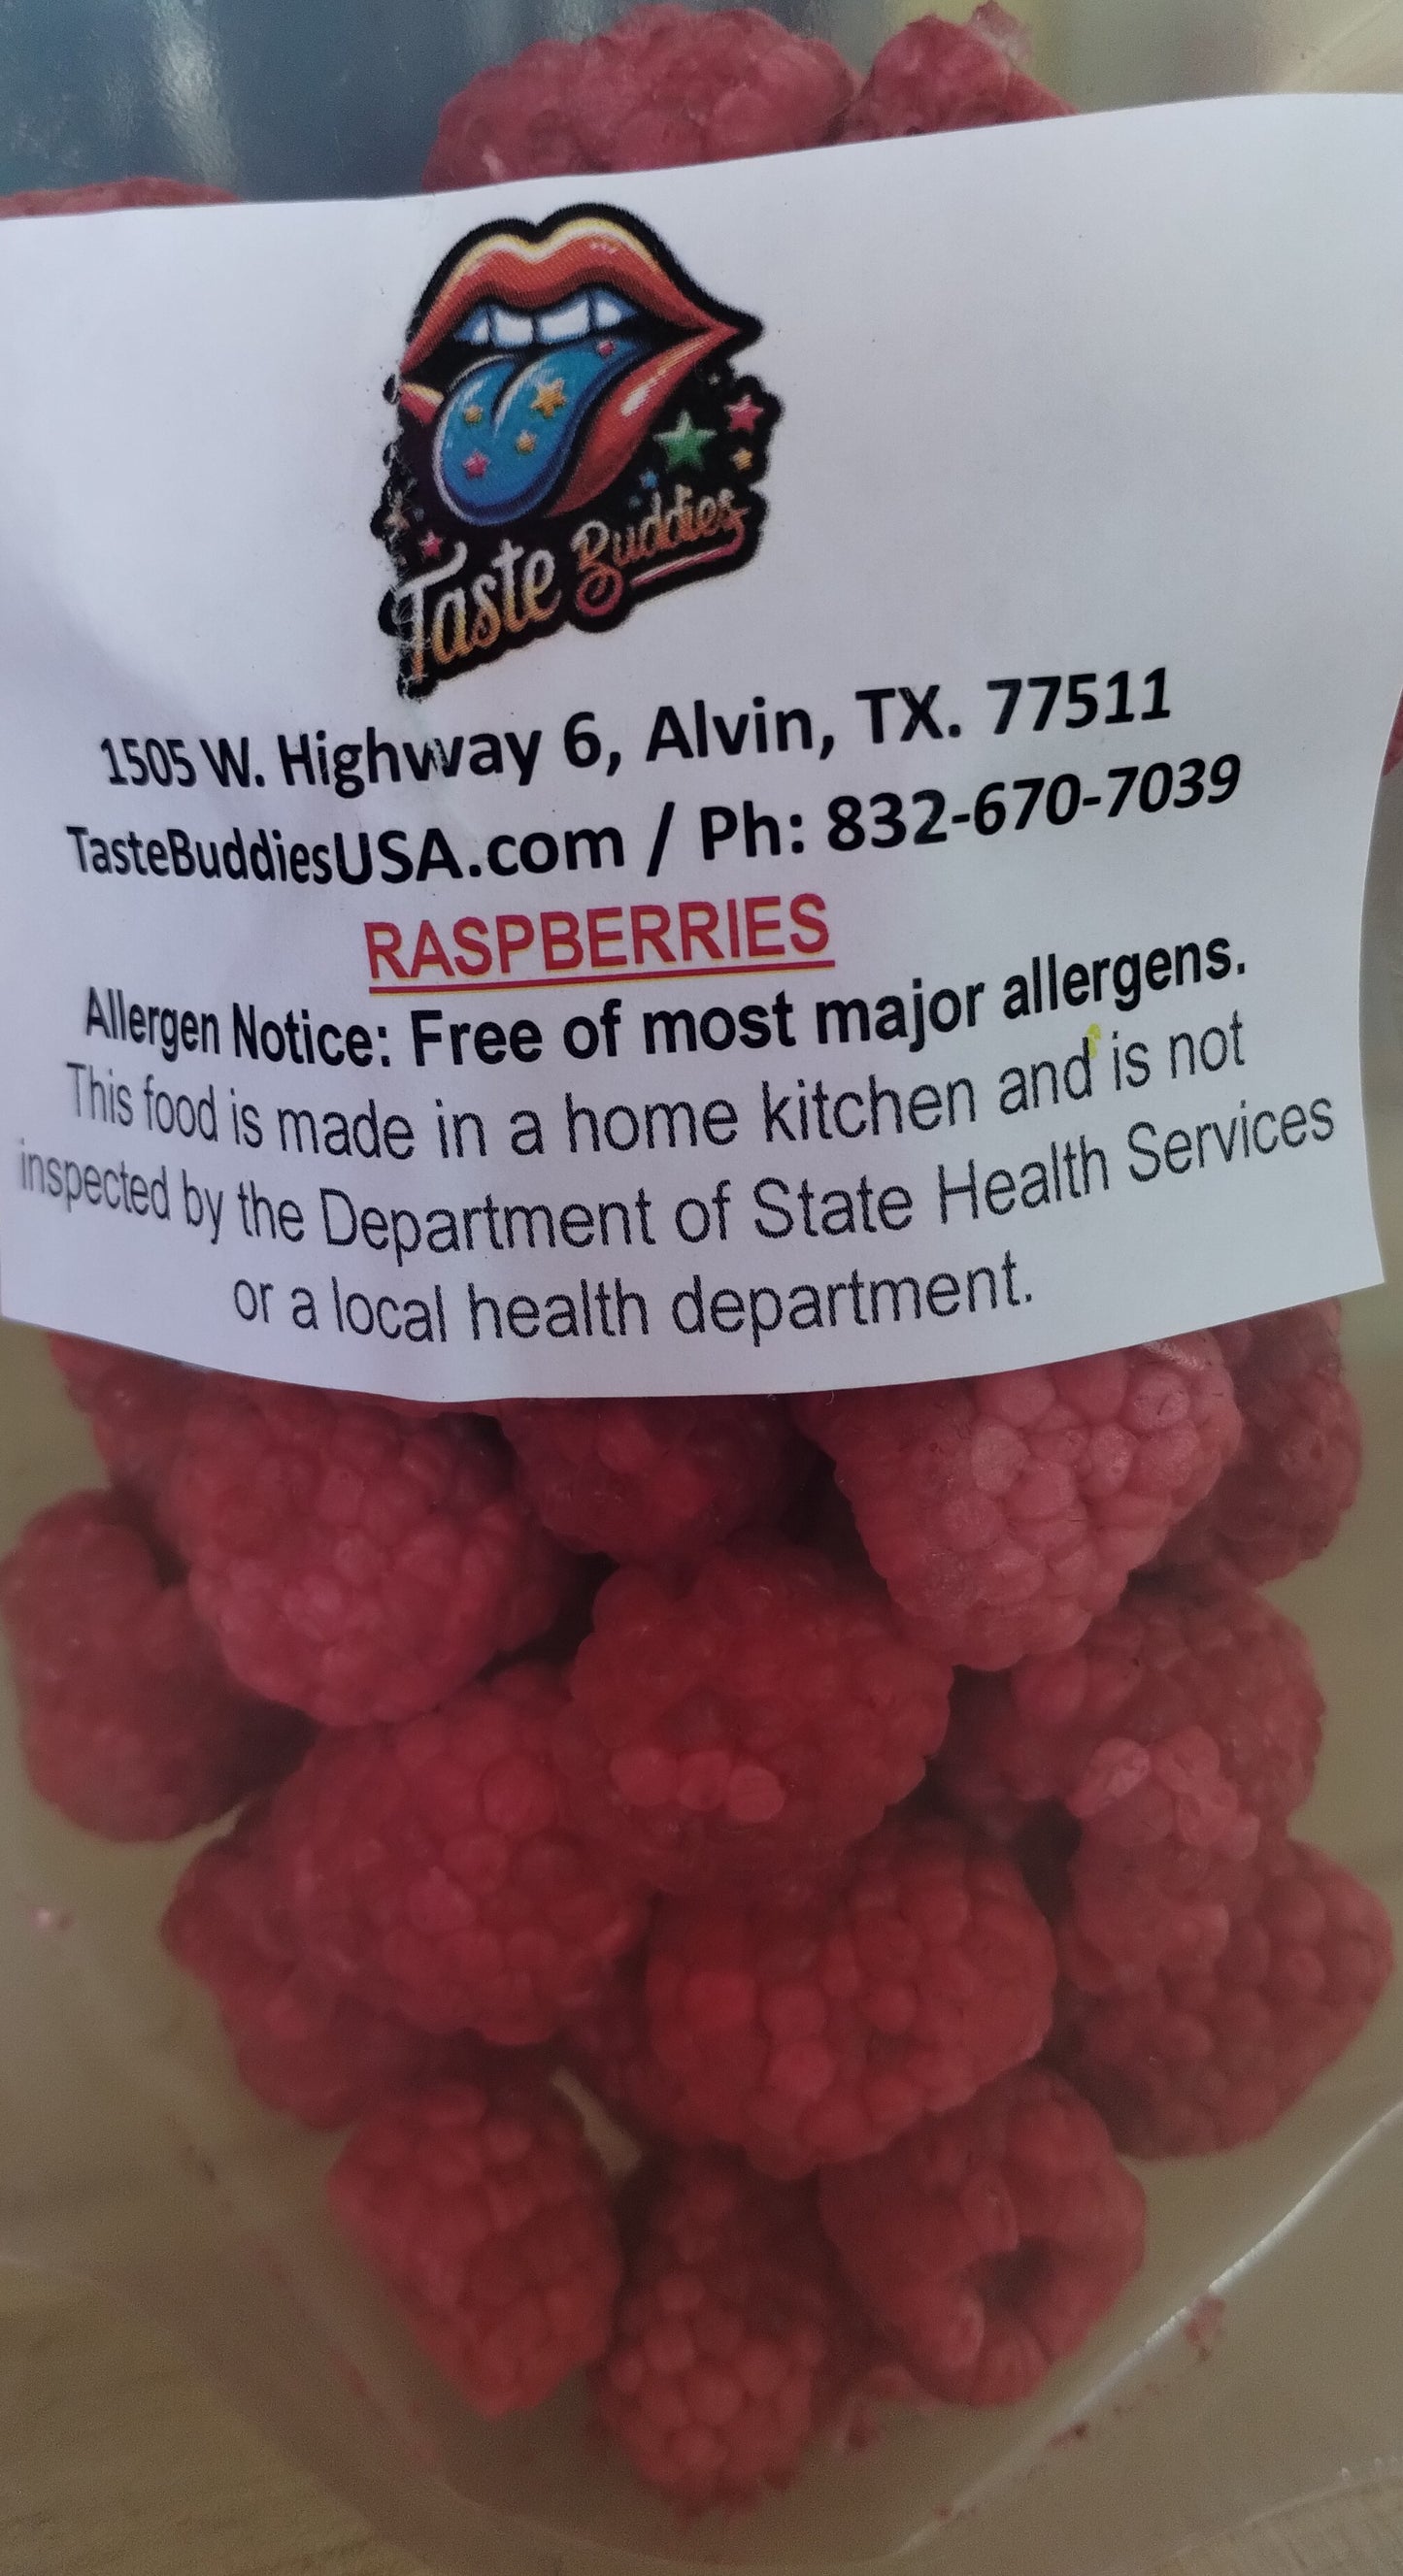 Taste Buddies
1505 W. Highway 6, Alvin, TX. 77511
TasteBuddiesUSA.com / Ph: 832-670-7039
RASPBERRIES
Allergen Notice: Free of most major allergens.
This food is made in a home kitchen and is not
inspected by the Department of State Health Services
or a local health department.